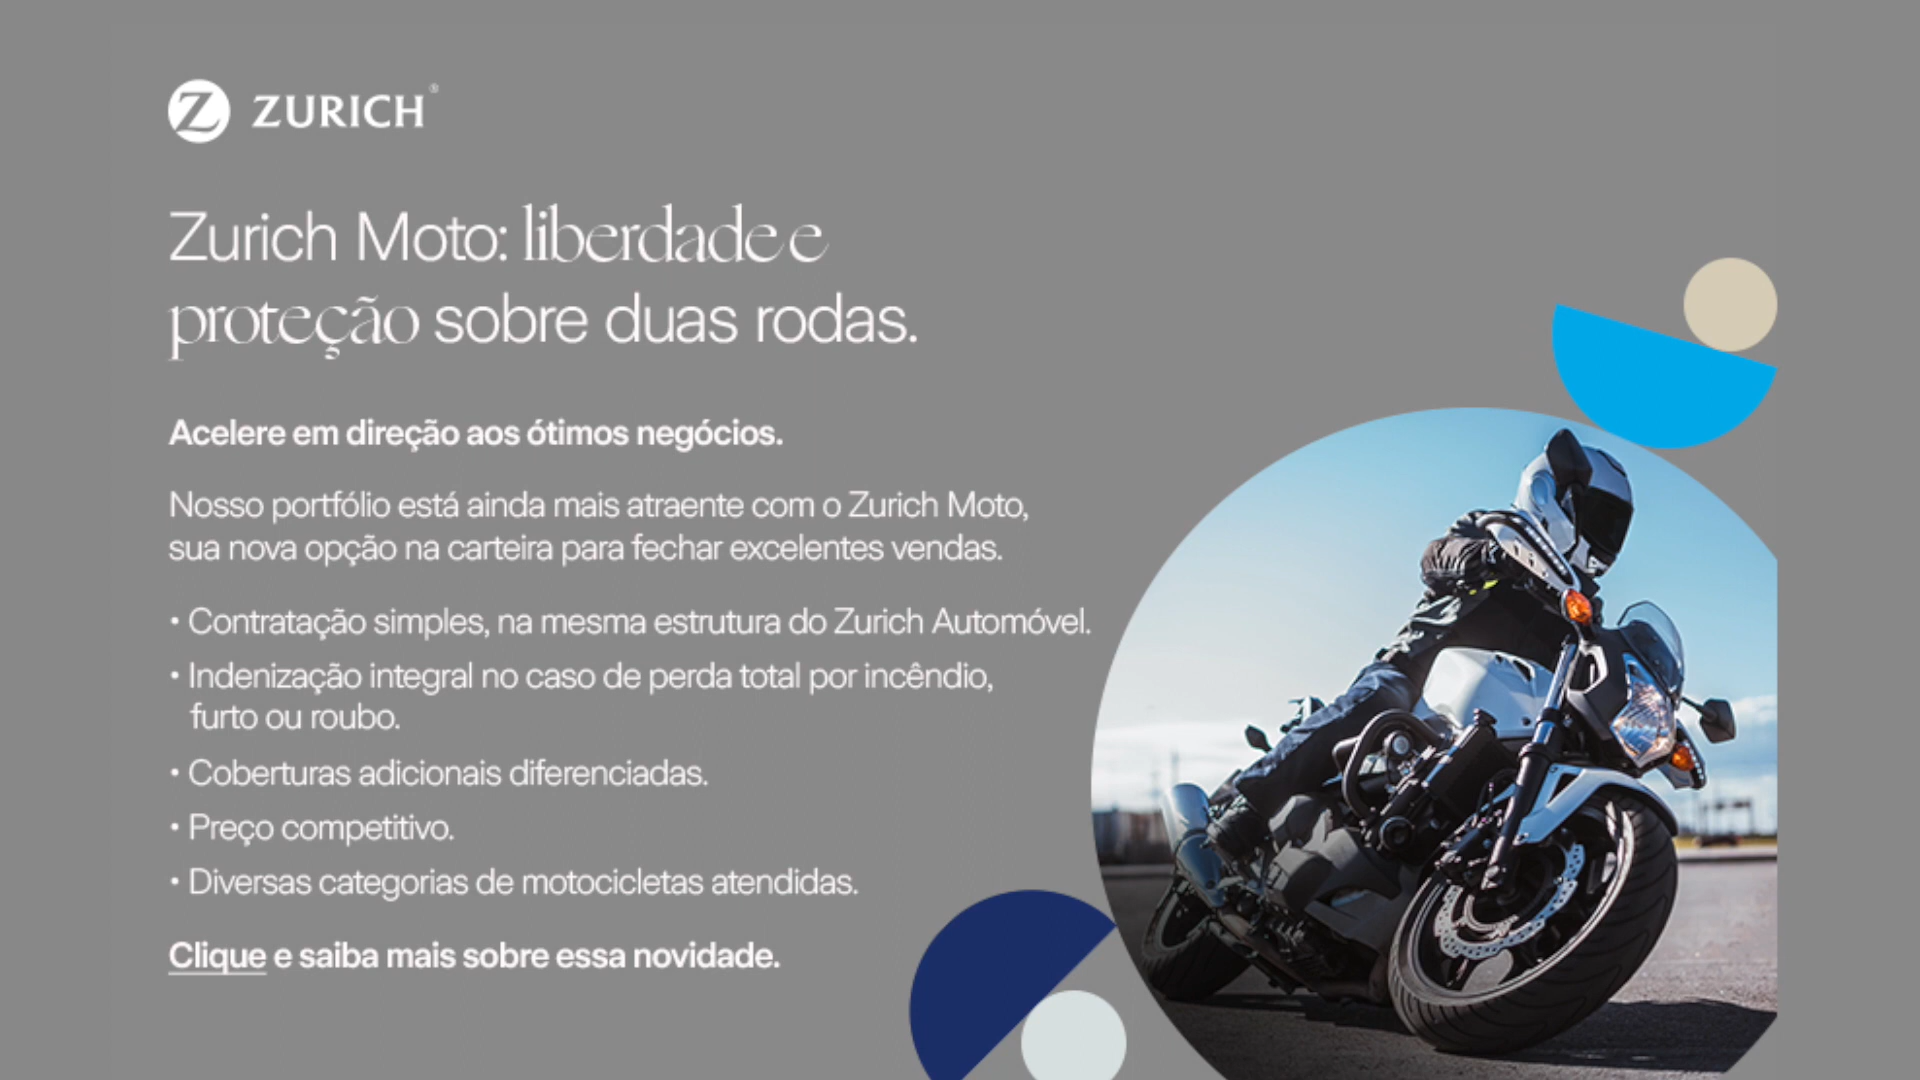 ZURICH®
Zurich Moto: liberdade e
proteção sobre duas rodas.
Acelere em direção aos ótimos negócios.
Nosso portfólio está ainda mais atraente com o Zurich Moto,
sua nova opção na carteira para fechar excelentes vendas.
• Contratação simples, na mesma estrutura do Zurich Automóvel.
• Indenização integral no caso de perda total por incêndio,
furto ou roubo.
• Coberturas adicionais diferenciadas.
• Preço competitivo.
• Diversas categorias de motocicletas atendidas.
Clique e saiba mais sobre essa novidade.